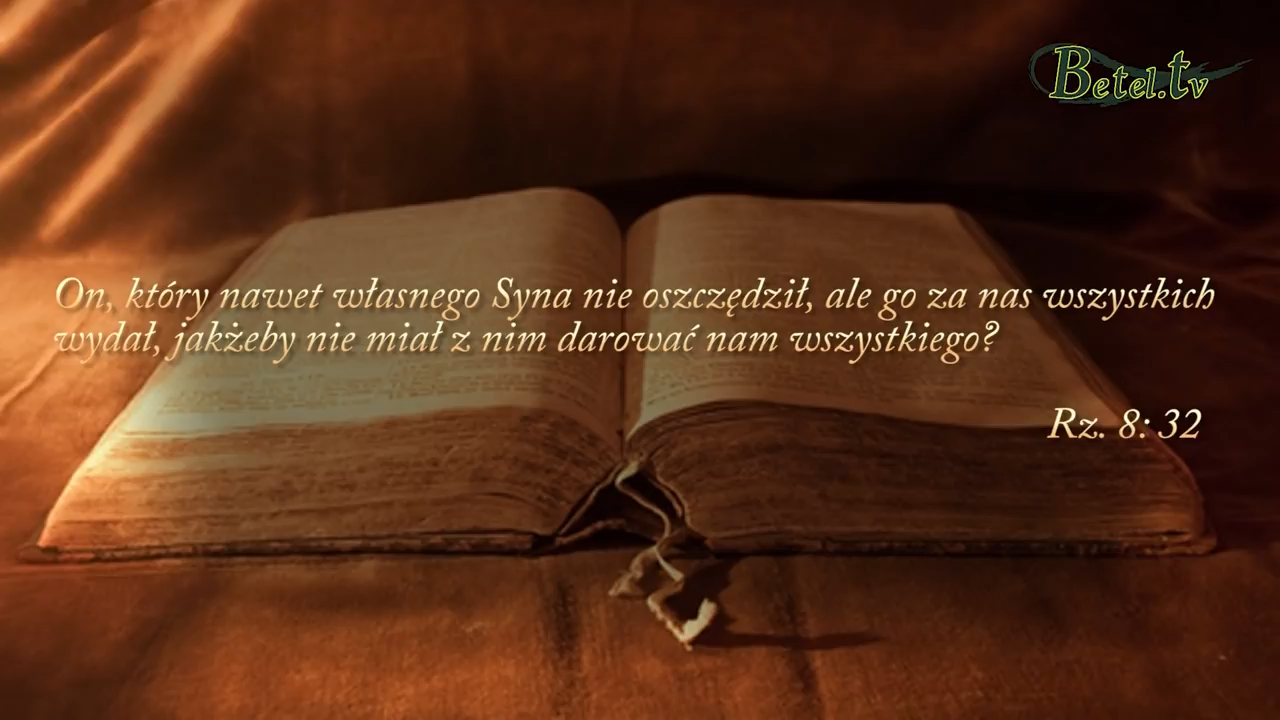 Betel.tv
On, który nawet własnego Syna nie oszczędził, ale go za nas wszystkich
wydał, jakżeby nie miał z nim darować nam wszystkiego?
Rz. 8: 32